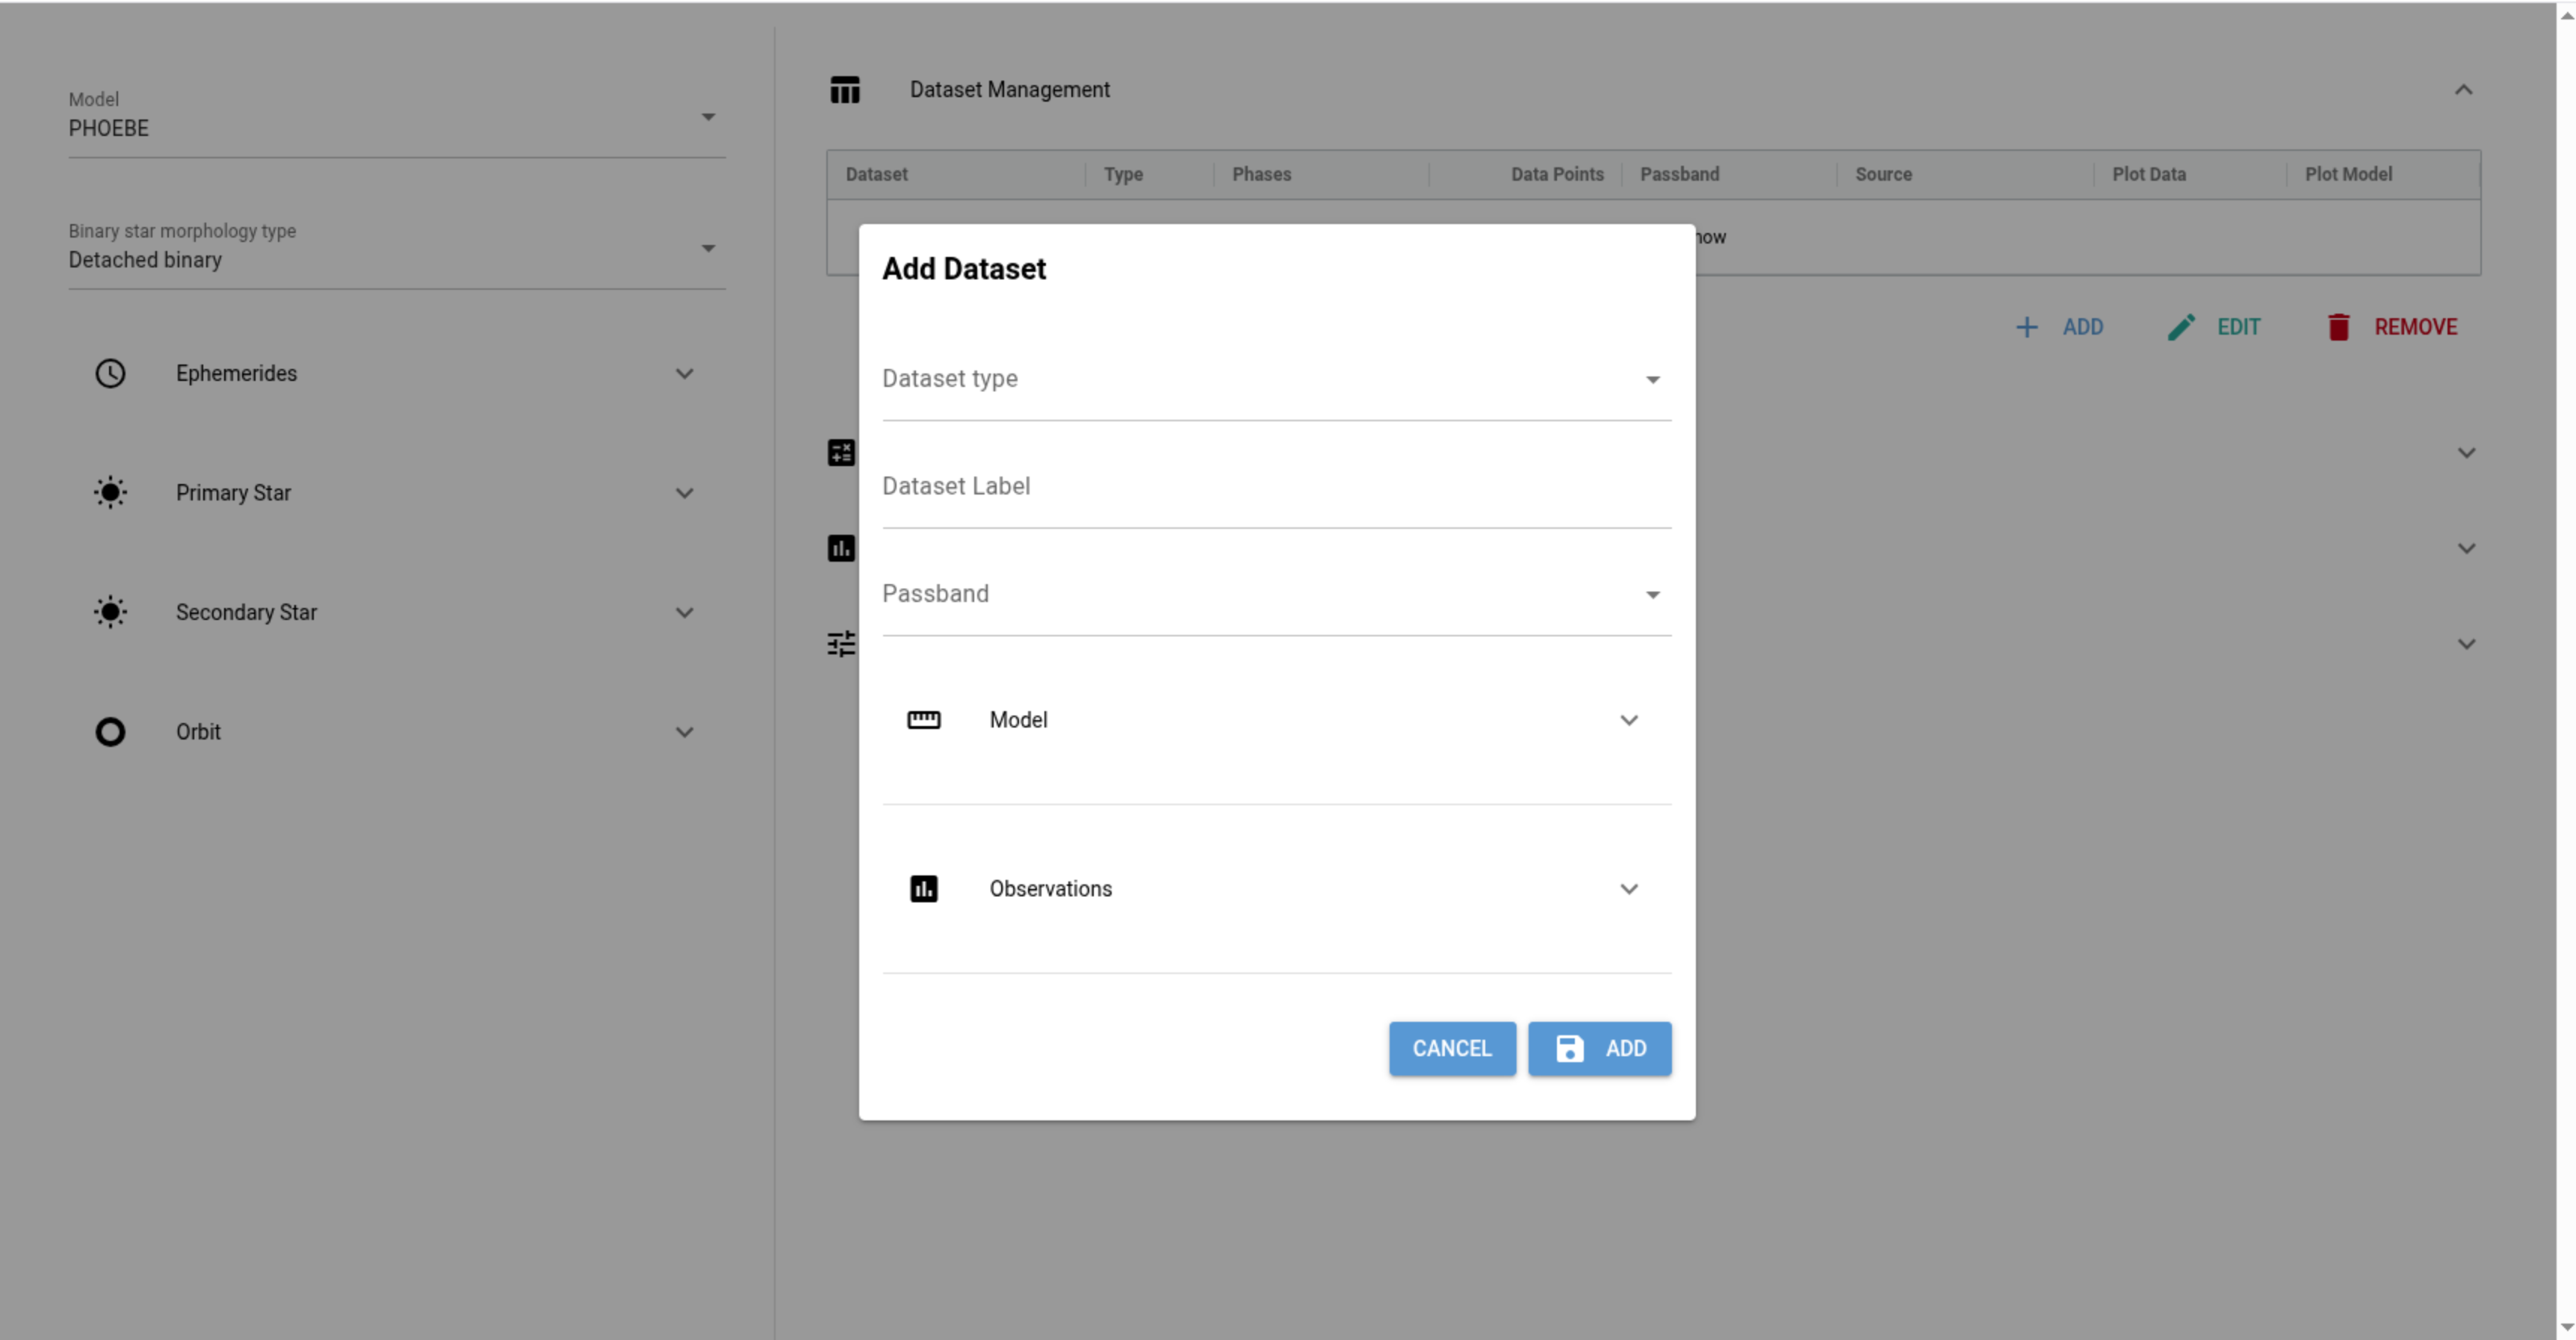 Model
PHOEBE
Binary star morphology type
Detached binary
Ephemerides
Primary Star
Secondary Star
Orbit
Dataset Management
Dataset Type Phases Data Points Passband Source Plot Data Plot Model
ADD EDIT REMOVE
Add Dataset
Dataset type
Dataset Label
Passband
Model
Observations
CANCEL ADD